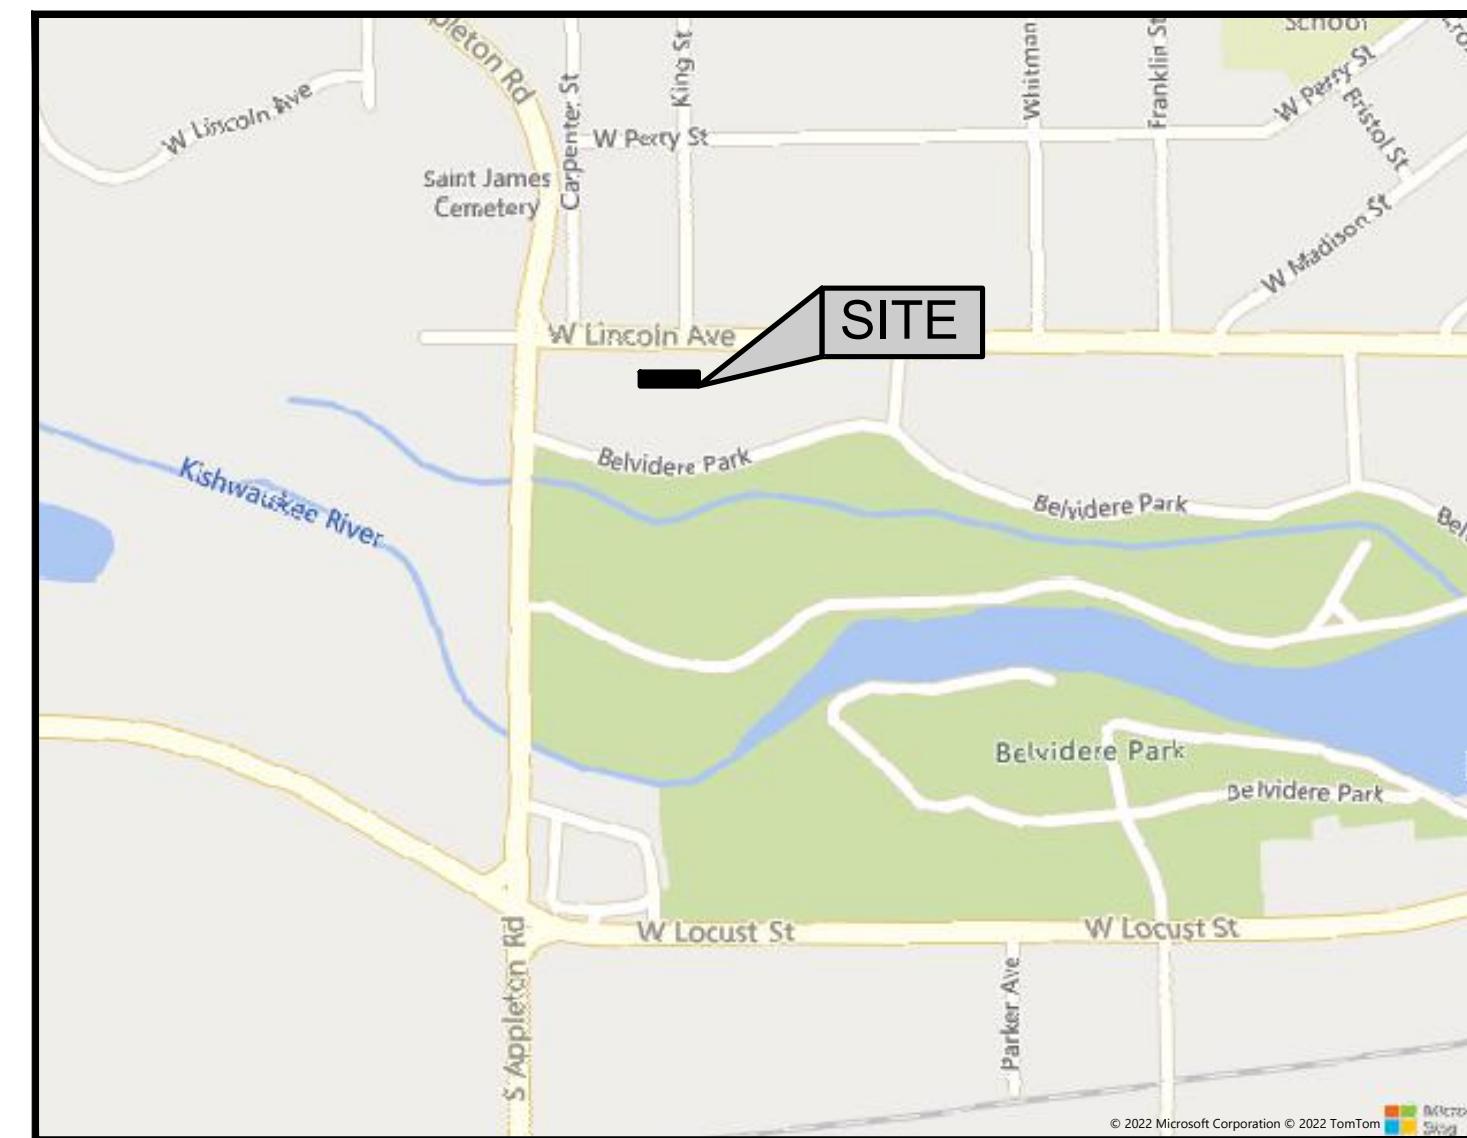 School
pleton Rd
Carpenter St
King St
Whitman
Franklin St
W Perry St
Bristol St
W Lincoln Ave
W Perry St
Saint James
Cemetery
W Madison St
SITE
W Lincoln Ave
Belvidere Park
Kishwaukee River
Belvidere Park
Bel
Belvidere Park
Belvidere Park
W Locust St
W Locust St
S Appleton Rd
Parker Ave
© 2022 Microsoft Corporation © 2022 TomTom